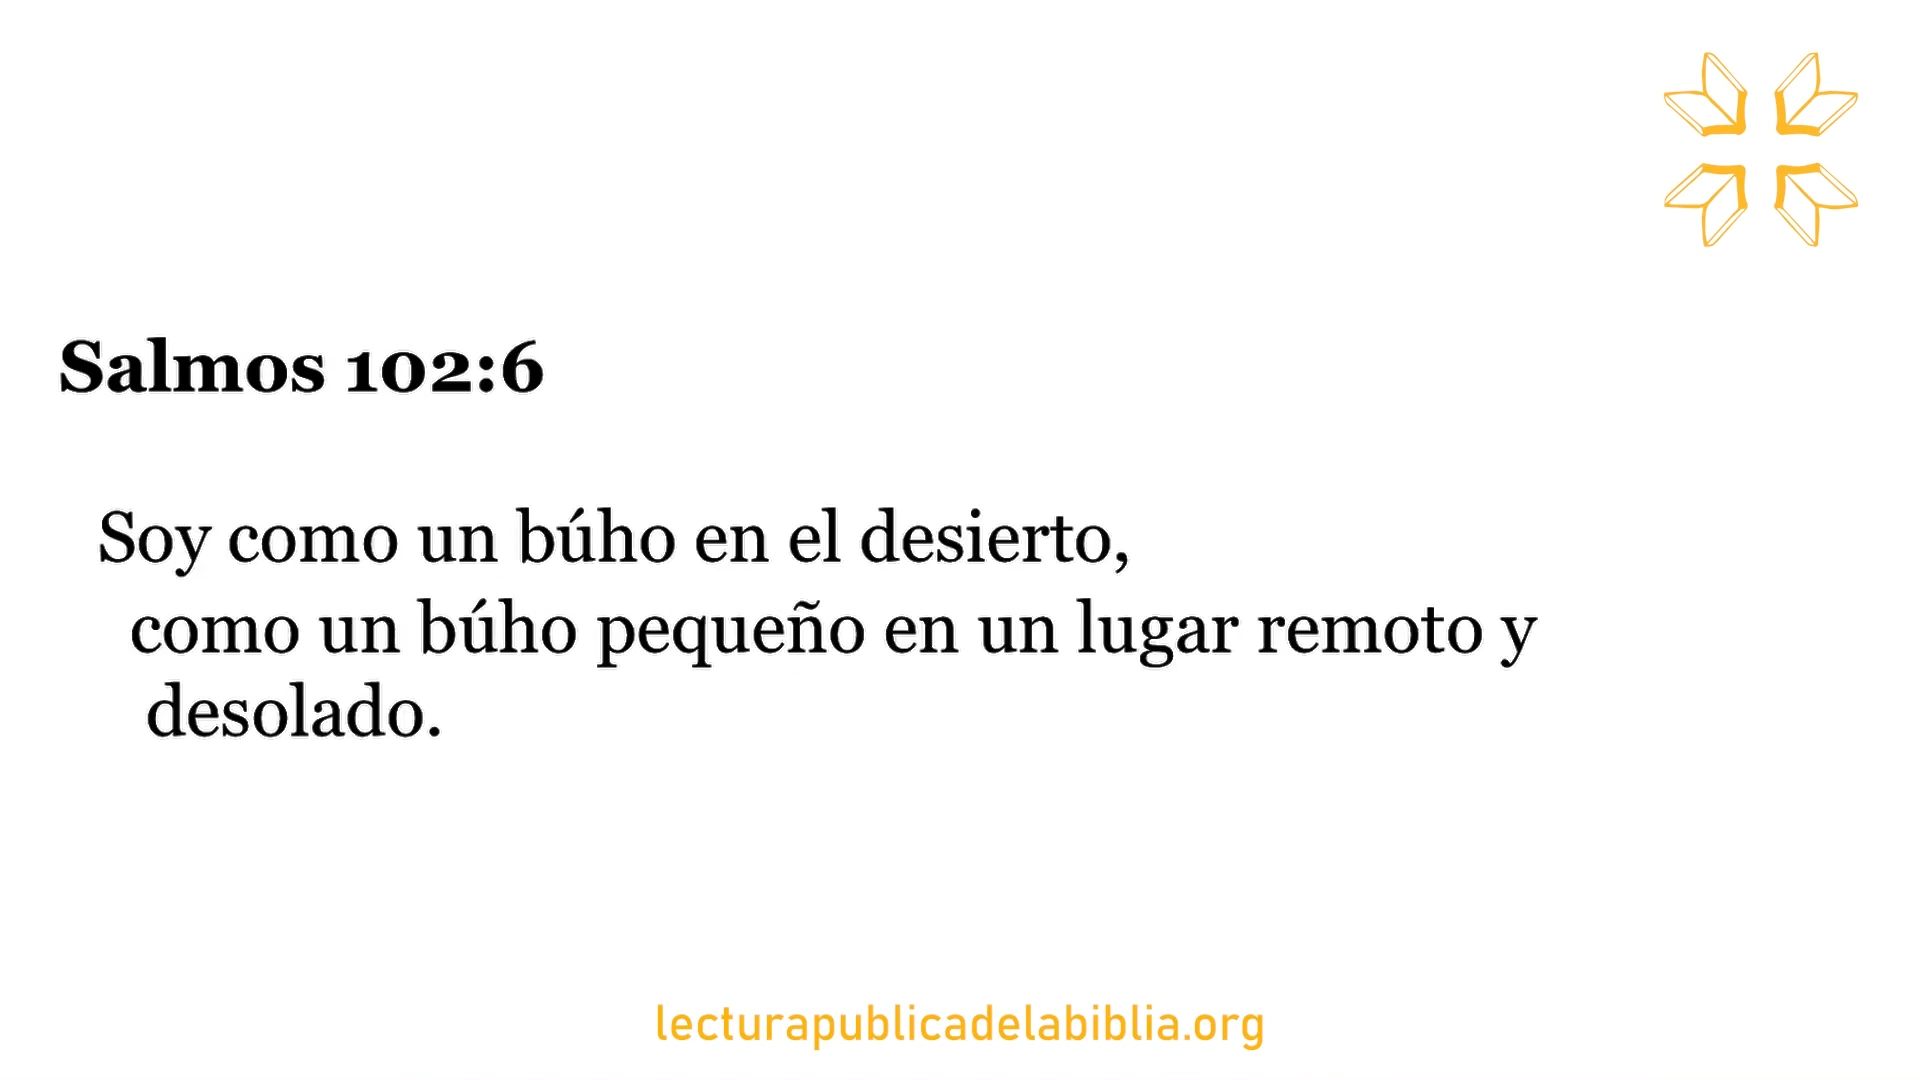 Salmos 102:6
Soy como un búho en el desierto,
como un búho pequeño en un lugar remoto y
desolado.
lecturapublicadelabiblia.org